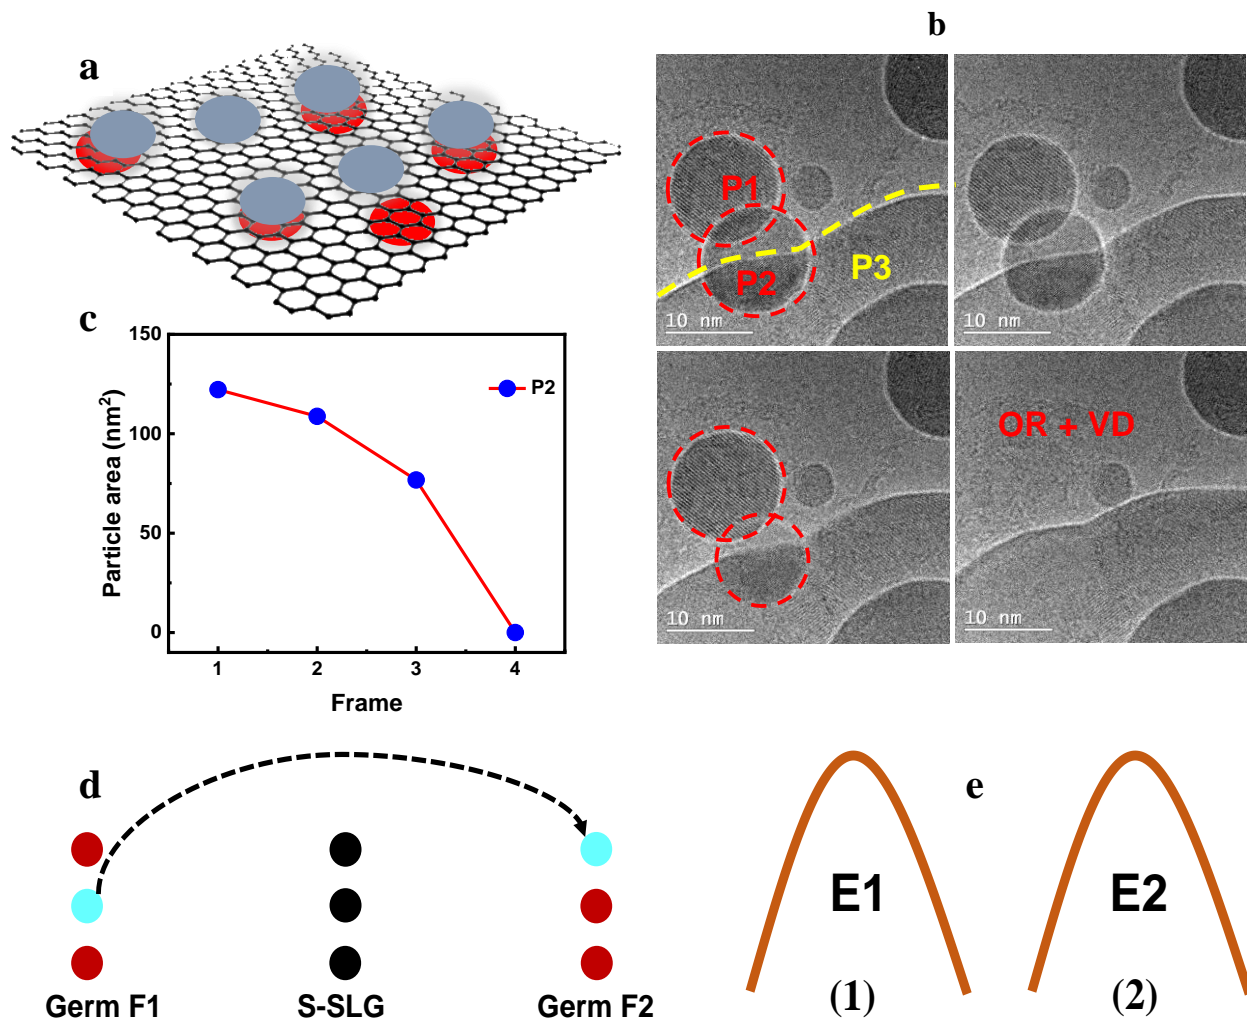 a
b
P1
P2
P3
10 nm
10 nm
OR + VD
10 nm
10 nm
c
150
100
50
0
Particle area (nm²)
P2
1 2 3 4
Frame
d
Germ F1 S-SLG Germ F2
e
E1 E2
(1) (2)